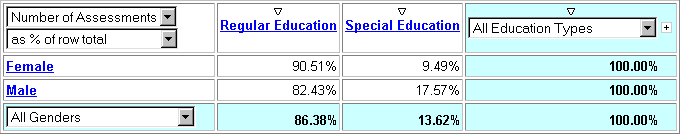 Number of Assessments
as % of row total
Regular Education Special Education All Education Types
Female 90.51% 9.49% 100.00%
Male 82.43% 17.57% 100.00%
All Genders 86.38% 13.62% 100.00%